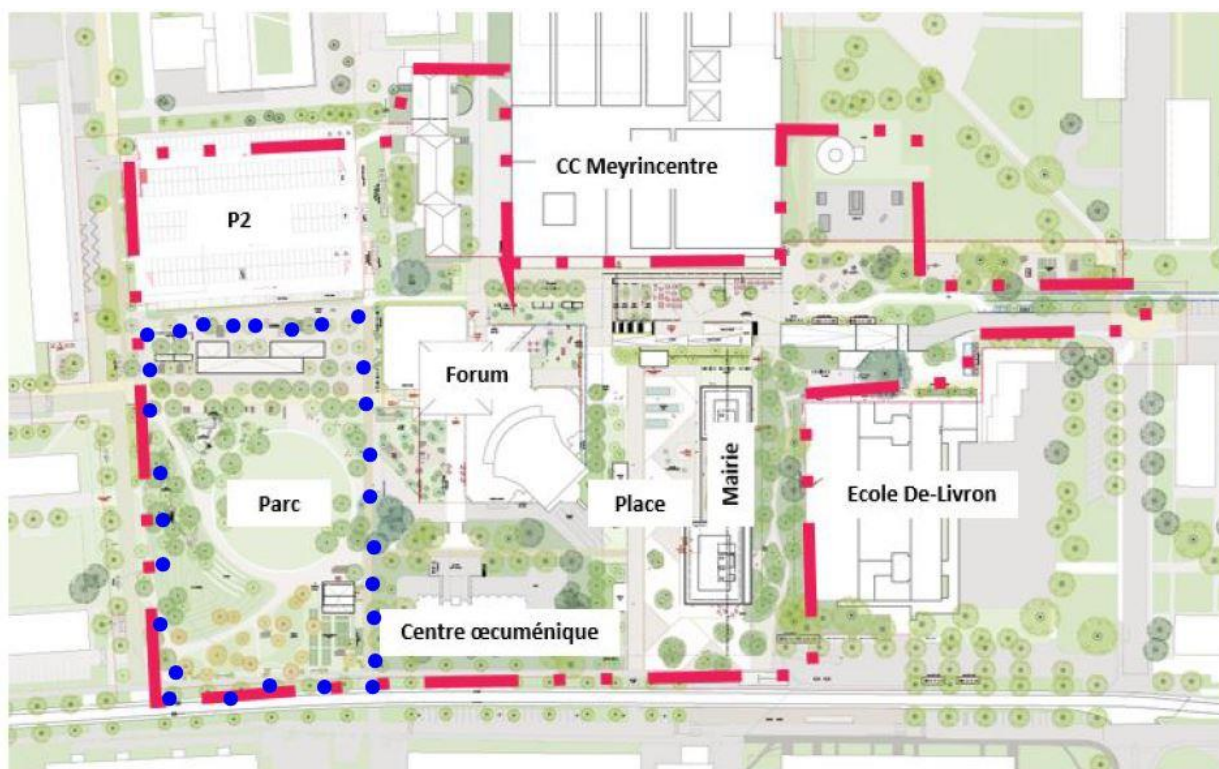 CC Meyrincentre
P2
Forum
Parc
Place
Mairie
Ecole De-Livron
Centre œcuménique